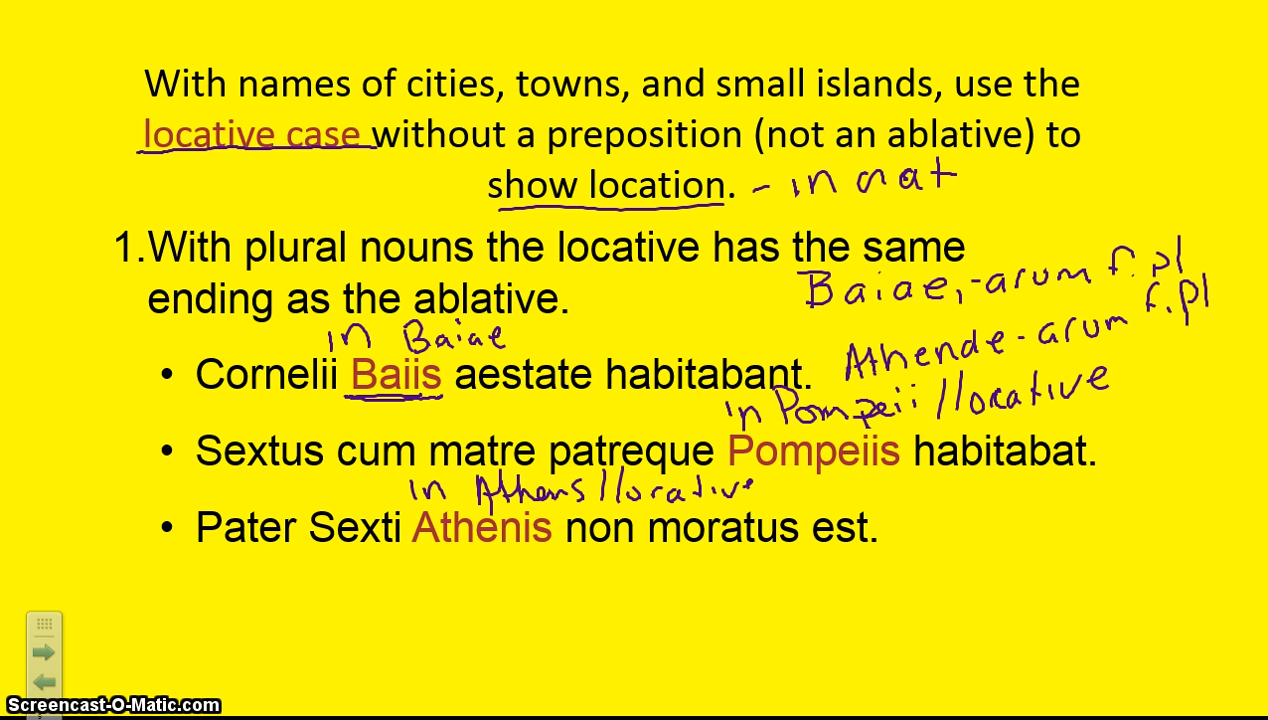 With names of cities, towns, and small islands, use the
locative case without a preposition (not an ablative) to
show location. - in or at
1.With plural nouns the locative has the same
ending as the ablative.
Baiae, -arum f. pl
Athenae - arum f. pl
in Baiae
• Cornelii Baiis aestate habitabant.
in Pompeii // locative
• Sextus cum matre patreque Pompeiis habitabat.
in Athens // locative
• Pater Sexti Athenis non moratus est.
Screencast-O-Matic.com